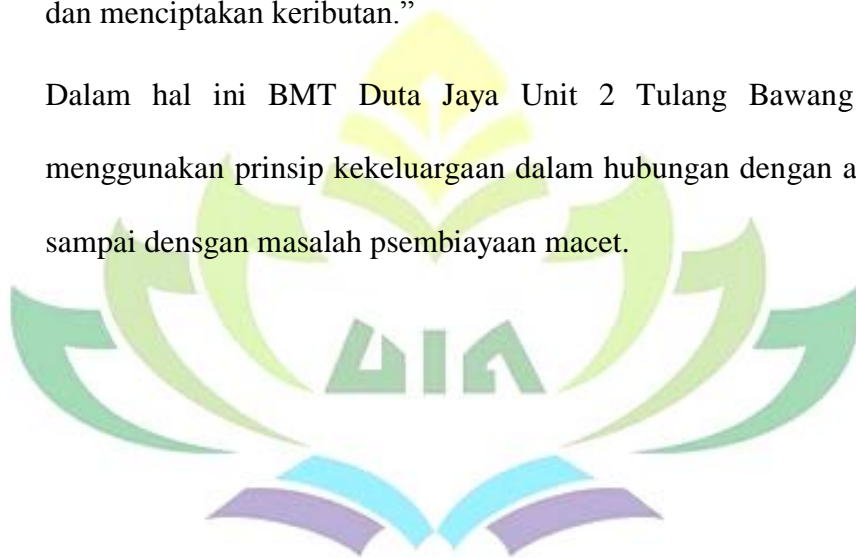 dan menciptakan keributan.”
Dalam hal ini BMT Duta Jaya Unit 2 Tulang Bawang
menggunakan prinsip kekeluargaan dalam hubungan dengan a
sampai densgan masalah psembiayaan macet.
UIN